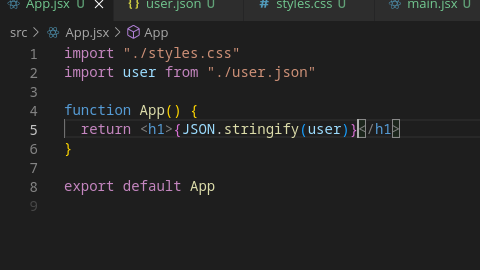 App.jsx U × {} user.json U # styles.css U main.jsx U
src > App.jsx > App
1 import "./styles.css"
2 import user from "./user.json"
3
4 function App() {
5 return <h1>{JSON.stringify(user)}</h1>
6 }
7
8 export default App
9